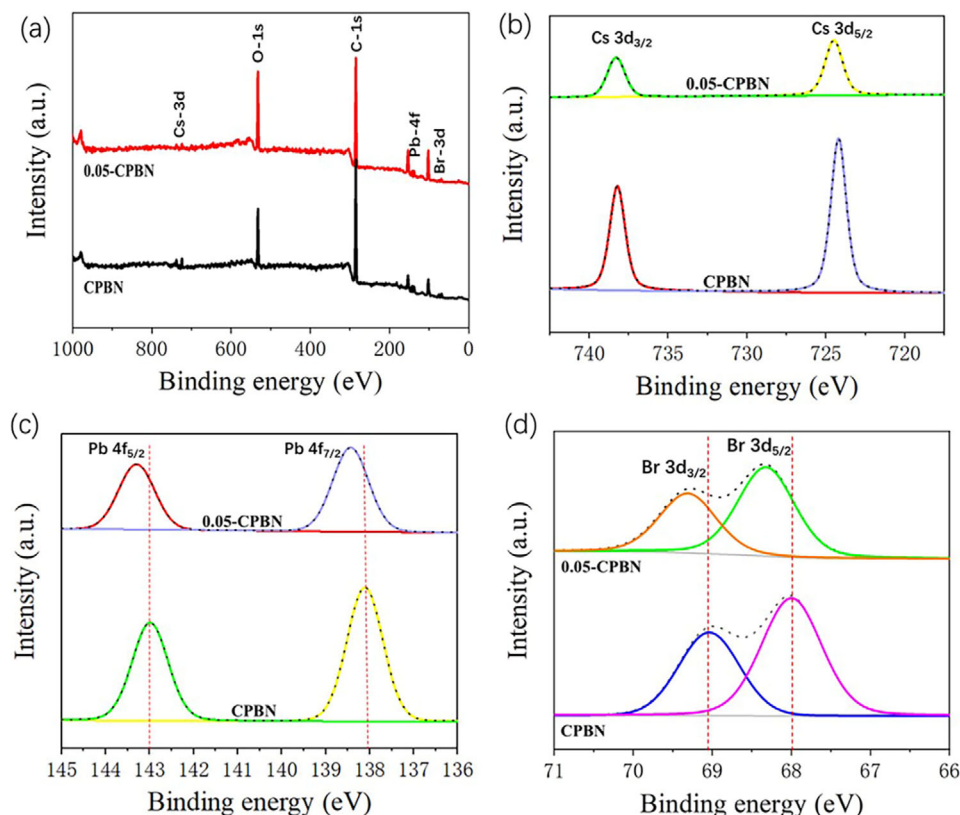 (a)
Intensity (a.u.)
Cs-3d
O-1s
C-1s
Pb-4f
Br-3d
0.05-CPBN
CPBN
1000 800 600 400 200 0
Binding energy (eV)
(b)
Intensity (a.u.)
Cs 3d3/2
Cs 3d5/2
0.05-CPBN
CPBN
740 735 730 725 720
Binding energy (eV)
(c)
Intensity (a.u.)
Pb 4f5/2
Pb 4f7/2
0.05-CPBN
CPBN
145 144 143 142 141 140 139 138 137 136
Binding energy (eV)
(d)
Intensity (a.u.)
Br 3d3/2
Br 3d5/2
0.05-CPBN
CPBN
71 70 69 68 67 66
Binding energy (eV)